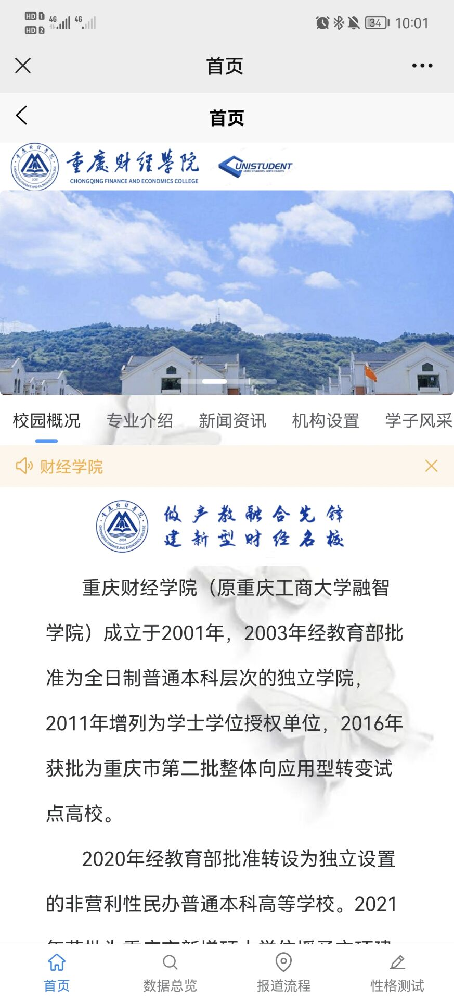 HD 1 4G 4G
HD 2
34 10:01
首页
首页
重庆财经学院
CHONGQING FINANCE AND ECONOMICS COLLEGE
UNISTUDENT
UNITE STUDENTS, UNITE HEARTS
校园概况 专业介绍 新闻资讯 机构设置 学子风采
财经学院
做产教融合先锋
建新型财经名校
重庆财经学院（原重庆工商大学融智
学院）成立于2001年，2003年经教育部批
准为全日制普通本科层次的独立学院，
2011年增列为学士学位授权单位，2016年
获批为重庆市第二批整体向应用型转变试
点高校。
2020年经教育部批准转设为独立设置
的非营利性民办普通本科高等学校。2021
首页 数据总览 报道流程 性格测试